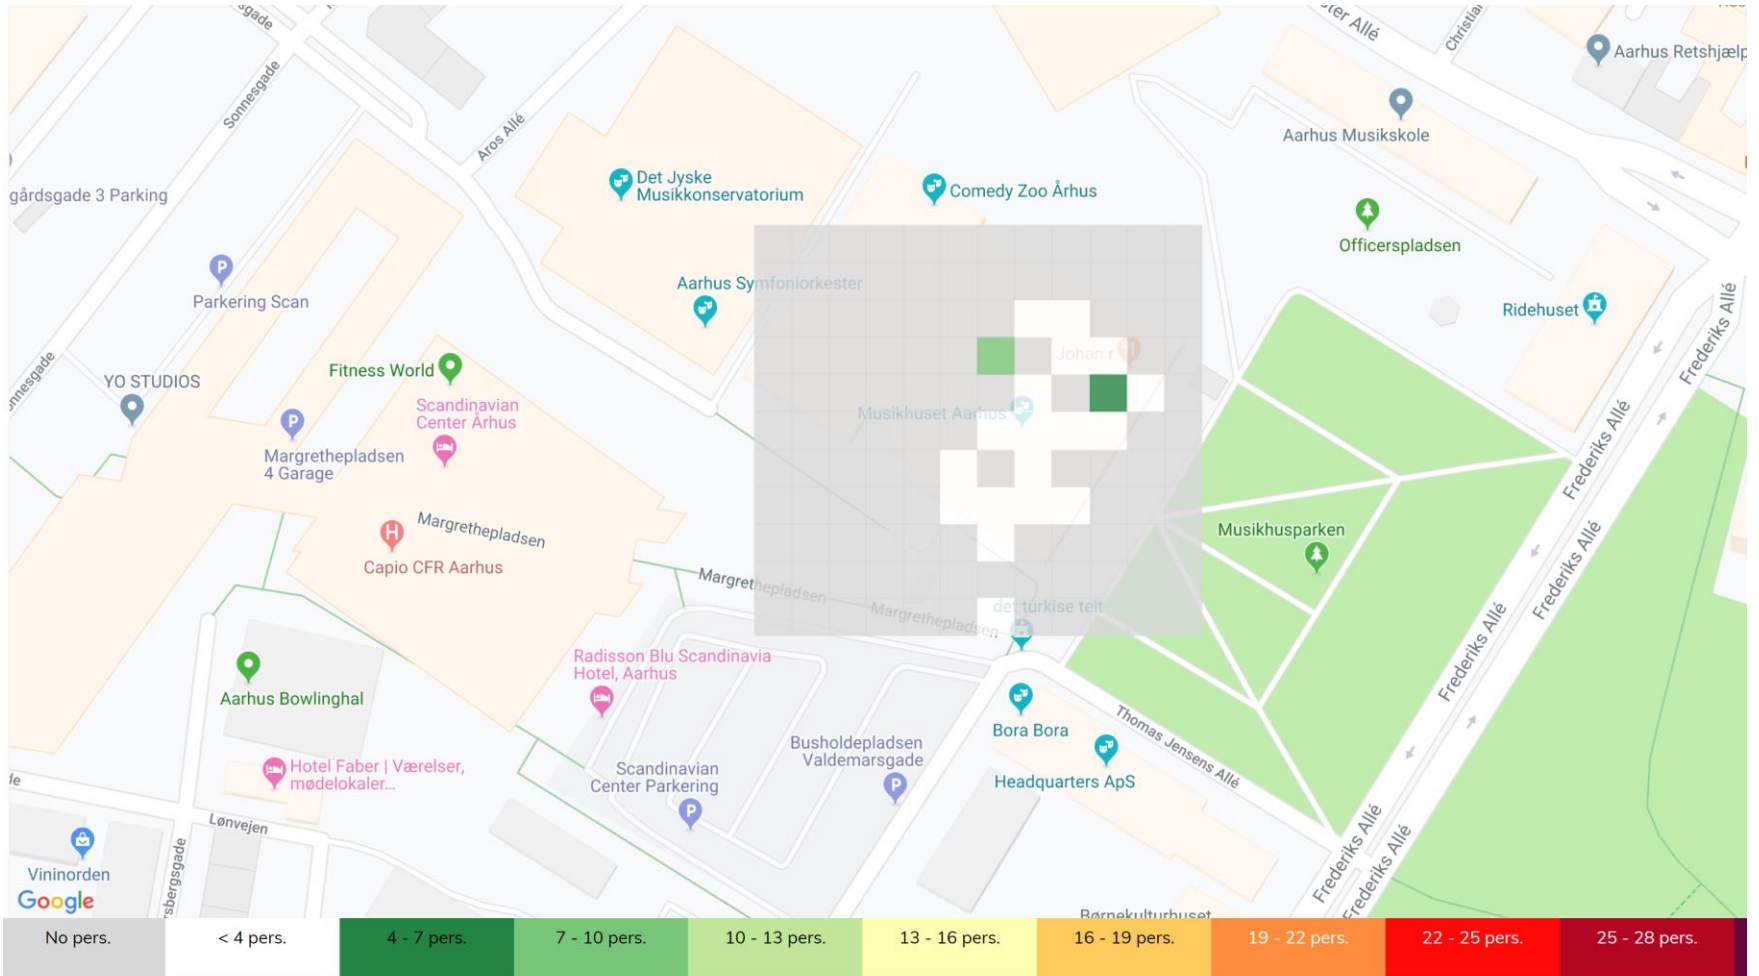 Sonnesgade
Aros Allé
Christia
Aarhus Retshjælp
Aarhus Musikskole
gårdsgade 3 Parking
Det Jyske
Musikkonservatorium
Comedy Zoo Århus
Officerspladsen
Parkering Scan
Aarhus Symfoniorkester
Ridehuset
Frederiks Allé
YO STUDIOS
Fitness World
Johan r
Scandinavian
Center Århus
Musikhuset Aarhus
Margrethepladsen
4 Garage
Frederiks Allé
Margrethepladsen
Musikhusparken
Capio CFR Aarhus
Frederiks Allé
Margrethepladsen
Margrethepladsen
det turkise telt
Radisson Blu Scandinavia
Hotel, Aarhus
Frederiks Allé
Aarhus Bowlinghal
Bora Bora
Thomas Jensens Allé
Busholdepladsen
Valdemarsgade
Hotel Faber | Værelser,
mødelokaler...
Scandinavian
Center Parkering
Headquarters ApS
Lønvejen
Frederiks Allé
Frederiks Allé
sbergsgade
Vininorden
Google
Børnekulturhuset
No pers.
< 4 pers.
4 - 7 pers.
7 - 10 pers.
10 - 13 pers.
13 - 16 pers.
16 - 19 pers.
19 - 22 pers.
22 - 25 pers.
25 - 28 pers.